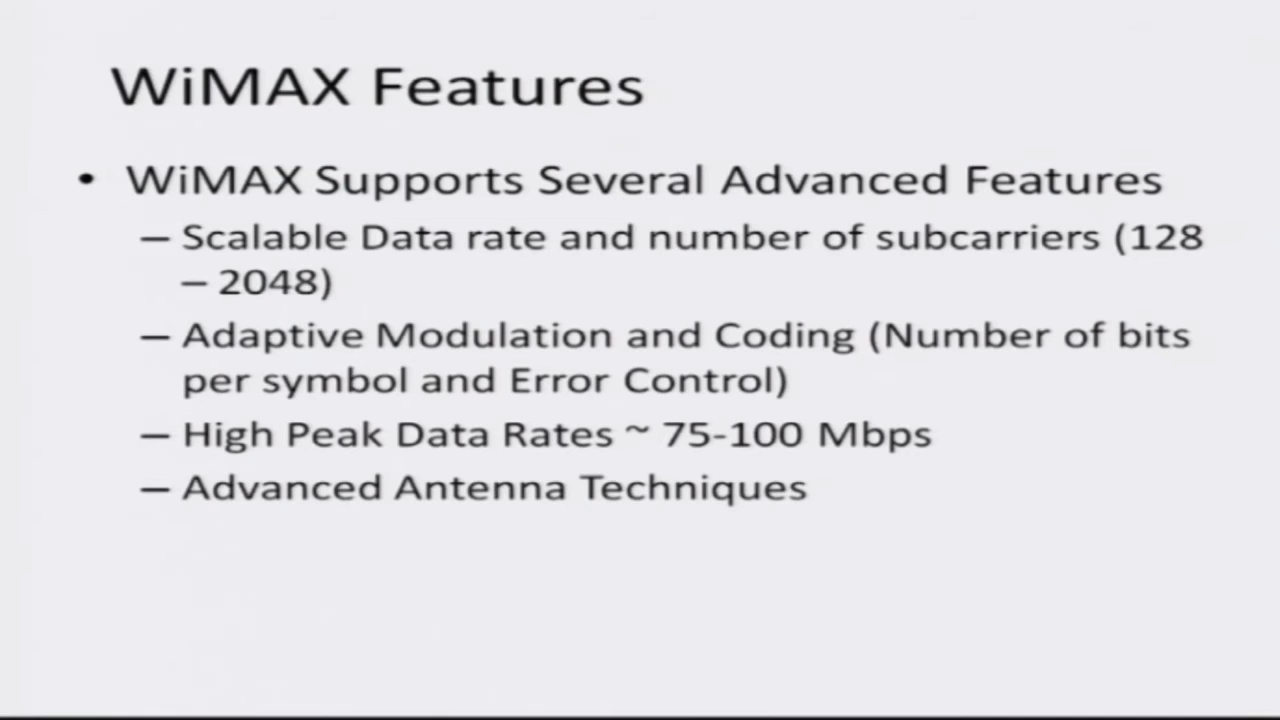 WiMAX Features
• WiMAX Supports Several Advanced Features
– Scalable Data rate and number of subcarriers (128
– 2048)
– Adaptive Modulation and Coding (Number of bits
per symbol and Error Control)
– High Peak Data Rates ~ 75-100 Mbps
– Advanced Antenna Techniques